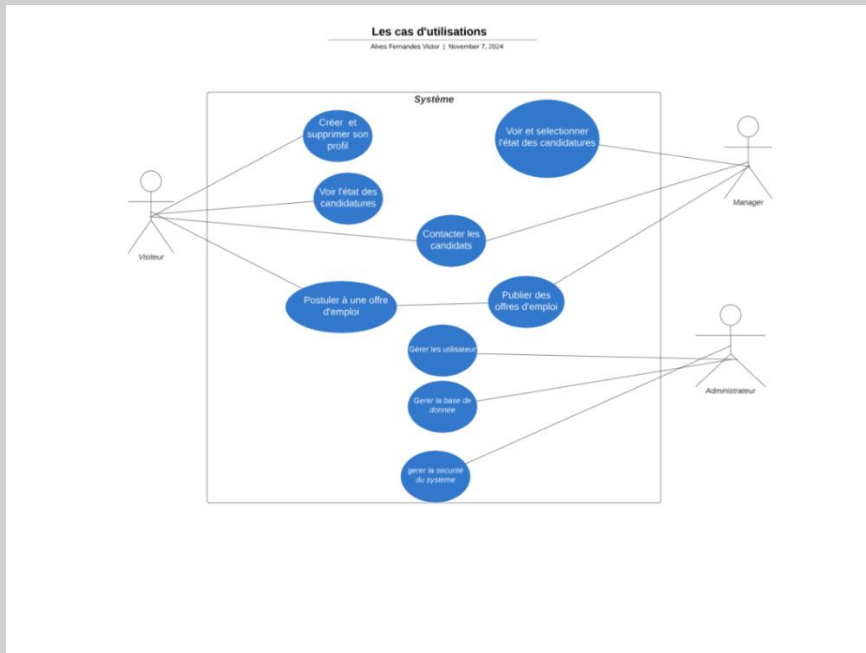 Les cas d'utilisations
Alves Fernandes Victor | November 7, 2024
Système
Créer et
supprimer son
profil
Voir et selectionner
l'état des candidatures
Manager
Voir l'état des
candidatures
Visiteur
Contacter les
candidats
Postuler à une offre
d'emploi
Publier des
offres d'emploi
Gérer les utilisateur
Administrateur
Gerer la base de
donnée
gerer la securité
du systeme